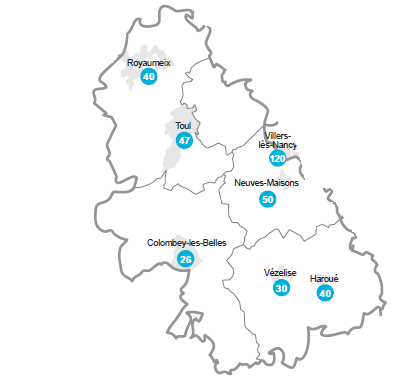 Royaumeix
40
Toul
47
Villers-
lès-Nancy
120
Neuves-Maisons
50
Colombey-les-Belles
26
Vézelise
30
Haroué
40